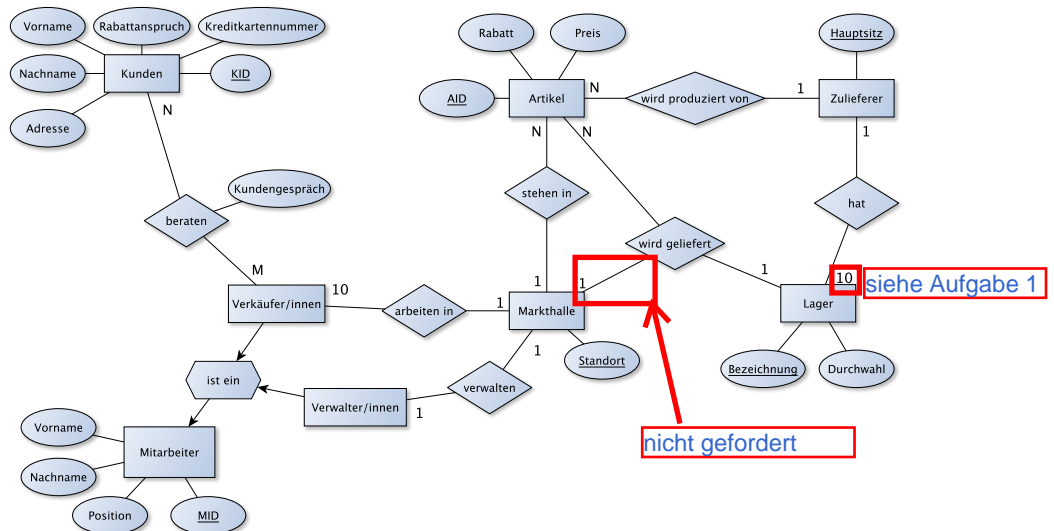 Vorname
Rabattanspruch
Kreditkartennummer
Nachname
Kunden
KID
Adresse
N
Rabatt
Preis
Hauptsitz
AID
Artikel
N
wird produziert von
1
Zulieferer
N
N
1
Kundengespräch
beraten
stehen in
hat
wird geliefert
M
1
1
1
10
siehe Aufgabe 1
Verkäufer/innen
10
arbeiten in
1
Markthalle
Lager
1
Standort
Bezeichnung
Durchwahl
ist ein
Verwalter/innen
1
verwalten
Vorname
Mitarbeiter
nicht gefordert
Nachname
Position
MID